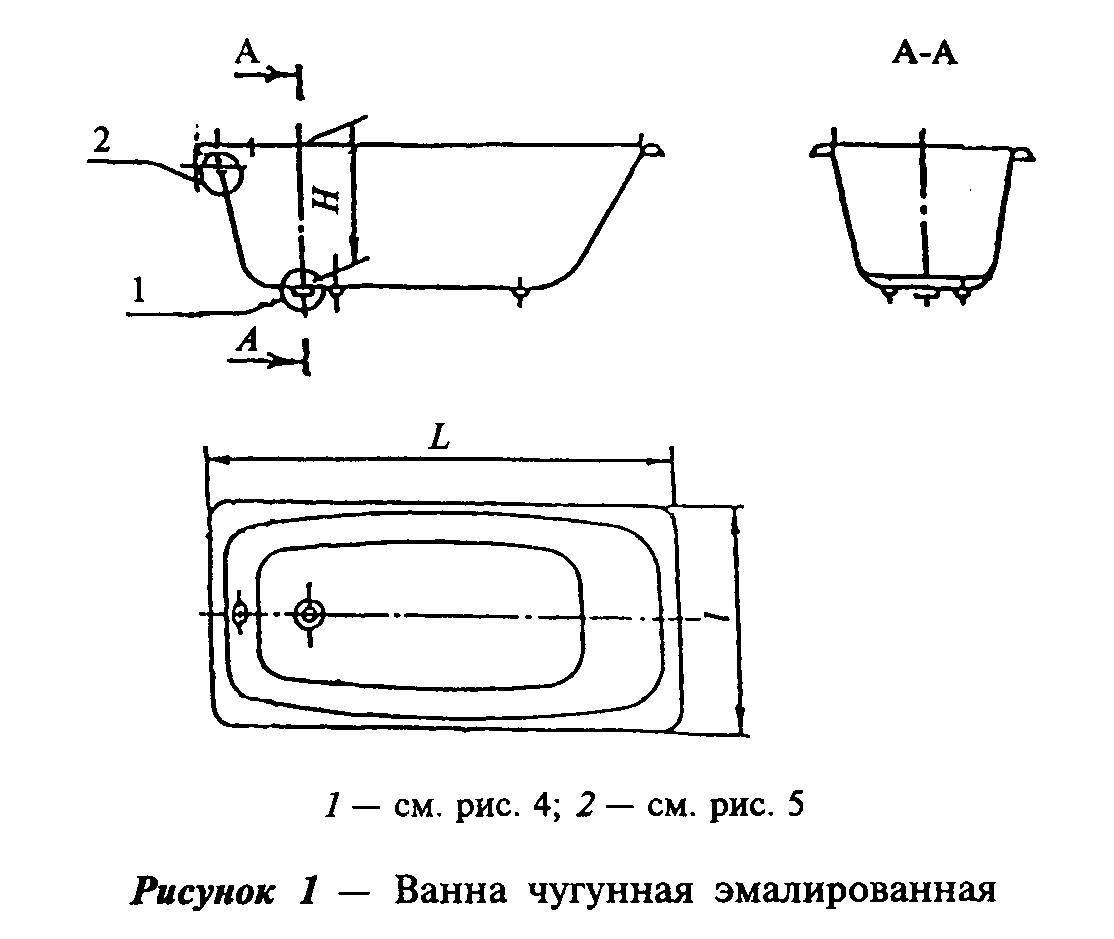 А
А-А
2
H
1
А
L
l
1 — см. рис. 4; 2 — см. рис. 5
Рисунок 1 — Ванна чугунная эмалированная